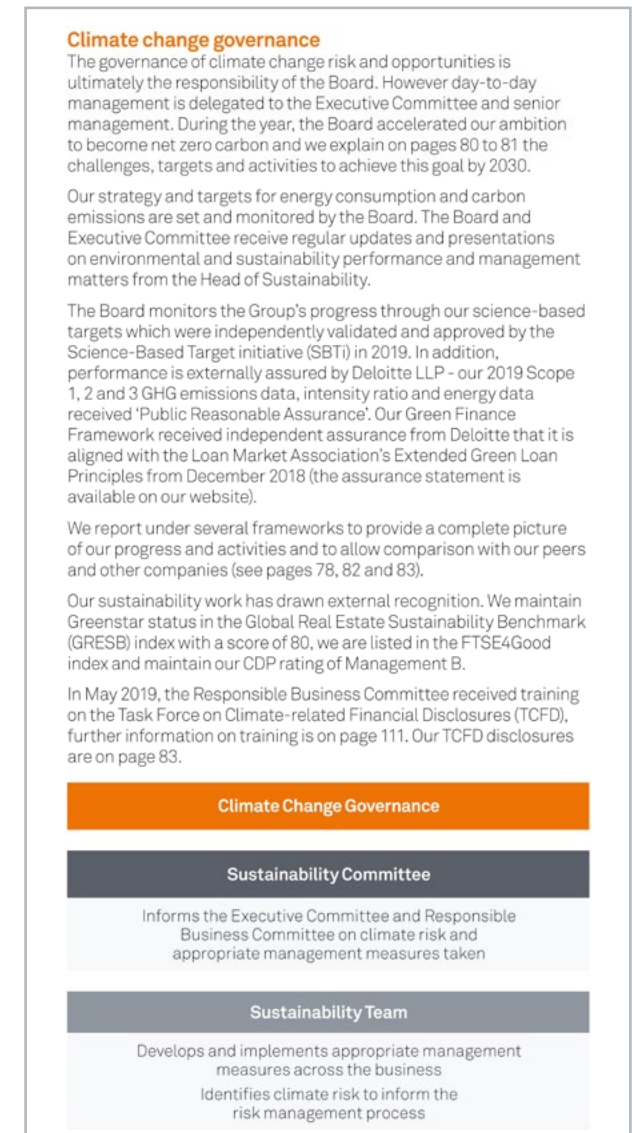 Climate change governance
The governance of climate change risk and opportunities is
ultimately the responsibility of the Board. However day-to-day
management is delegated to the Executive Committee and senior
management. During the year, the Board accelerated our ambition
to become net zero carbon and we explain on pages 80 to 81 the
challenges, targets and activities to achieve this goal by 2030.
Our strategy and targets for energy consumption and carbon
emissions are set and monitored by the Board. The Board and
Executive Committee receive regular updates and presentations
on environmental and sustainability performance and management
matters from the Head of Sustainability.
The Board monitors the Group's progress through our science-based
targets which were independently validated and approved by the
Science-Based Target initiative (SBTi) in 2019. In addition,
performance is externally assured by Deloitte LLP - our 2019 Scope
1, 2 and 3 GHG emissions data, intensity ratio and energy data
received 'Public Reasonable Assurance'. Our Green Finance
Framework received independent assurance from Deloitte that it is
aligned with the Loan Market Association's Extended Green Loan
Principles from December 2018 (the assurance statement is
available on our website).
We report under several frameworks to provide a complete picture
of our progress and activities and to allow comparison with our peers
and other companies (see pages 78, 82 and 83).
Our sustainability work has drawn external recognition. We maintain
Greenstar status in the Global Real Estate Sustainability Benchmark
(GRESB) index with a score of 80, we are listed in the FTSE4Good
index and maintain our CDP rating of Management B.
In May 2019, the Responsible Business Committee received training
on the Task Force on Climate-related Financial Disclosures (TCFD),
further information on training is on page 111. Our TCFD disclosures
are on page 83.
Climate Change Governance
Sustainability Committee
Informs the Executive Committee and Responsible
Business Committee on climate risk and
appropriate management measures taken
Sustainability Team
Develops and implements appropriate management
measures across the business
Identifies climate risk to inform the
risk management process